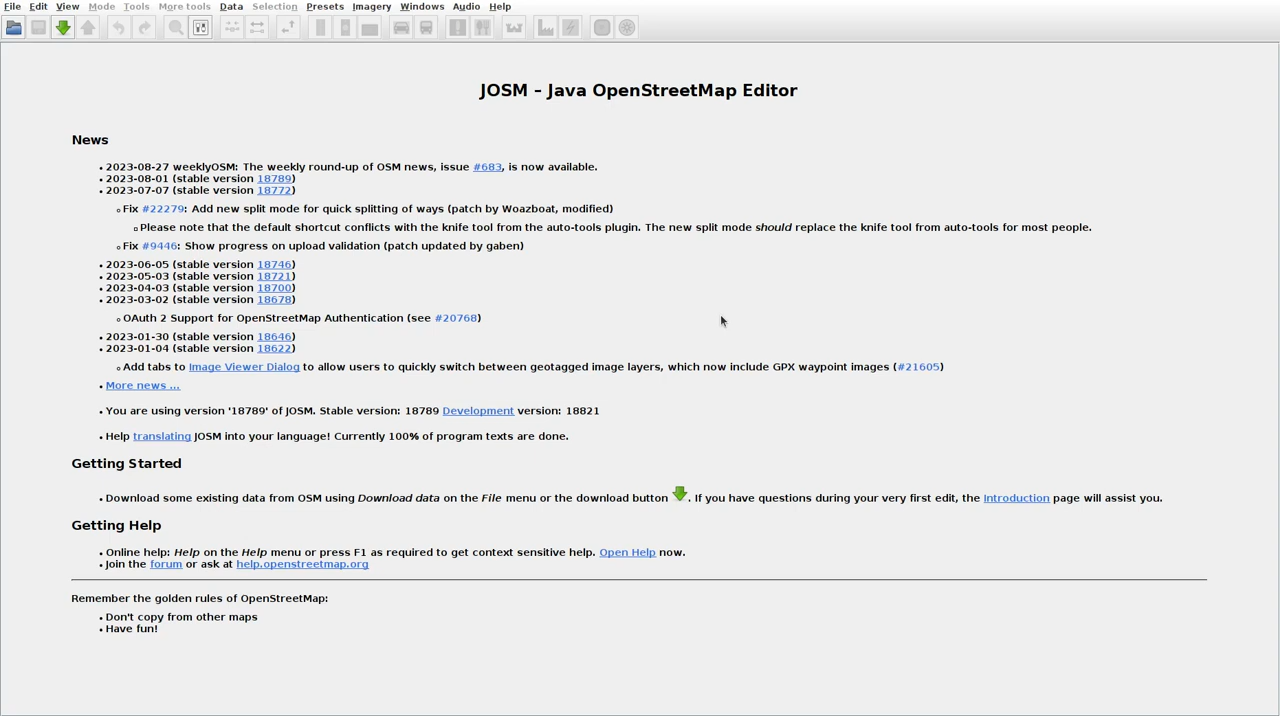 File Edit View Mode Tools More tools Data Selection Presets Imagery Windows Audio Help
JOSM – Java OpenStreetMap Editor
News
2023-08-27 weeklyOSM: The weekly round-up of OSM news, issue #683, is now available.
2023-08-01 (stable version 18789)
2023-07-07 (stable version 18772)
Fix #22279: Add new split mode for quick splitting of ways (patch by Woazboat, modified)
Please note that the default shortcut conflicts with the knife tool from the auto-tools plugin. The new split mode should replace the knife tool from auto-tools for most people.
Fix #9446: Show progress on upload validation (patch updated by gaben)
2023-06-05 (stable version 18746)
2023-05-03 (stable version 18721)
2023-04-03 (stable version 18700)
2023-03-02 (stable version 18678)
OAuth 2 Support for OpenStreetMap Authentication (see #20768)
2023-01-30 (stable version 18646)
2023-01-04 (stable version 18622)
Add tabs to Image Viewer Dialog to allow users to quickly switch between geotagged image layers, which now include GPX waypoint images (#21605)
More news ...
You are using version '18789' of JOSM. Stable version: 18789 Development version: 18821
Help translating JOSM into your language! Currently 100% of program texts are done.
Getting Started
Download some existing data from OSM using Download data on the File menu or the download button . If you have questions during your very first edit, the Introduction page will assist you.
Getting Help
Online help: Help on the Help menu or press F1 as required to get context sensitive help. Open Help now.
Join the forum or ask at help.openstreetmap.org
Remember the golden rules of OpenStreetMap:
Don't copy from other maps
Have fun!